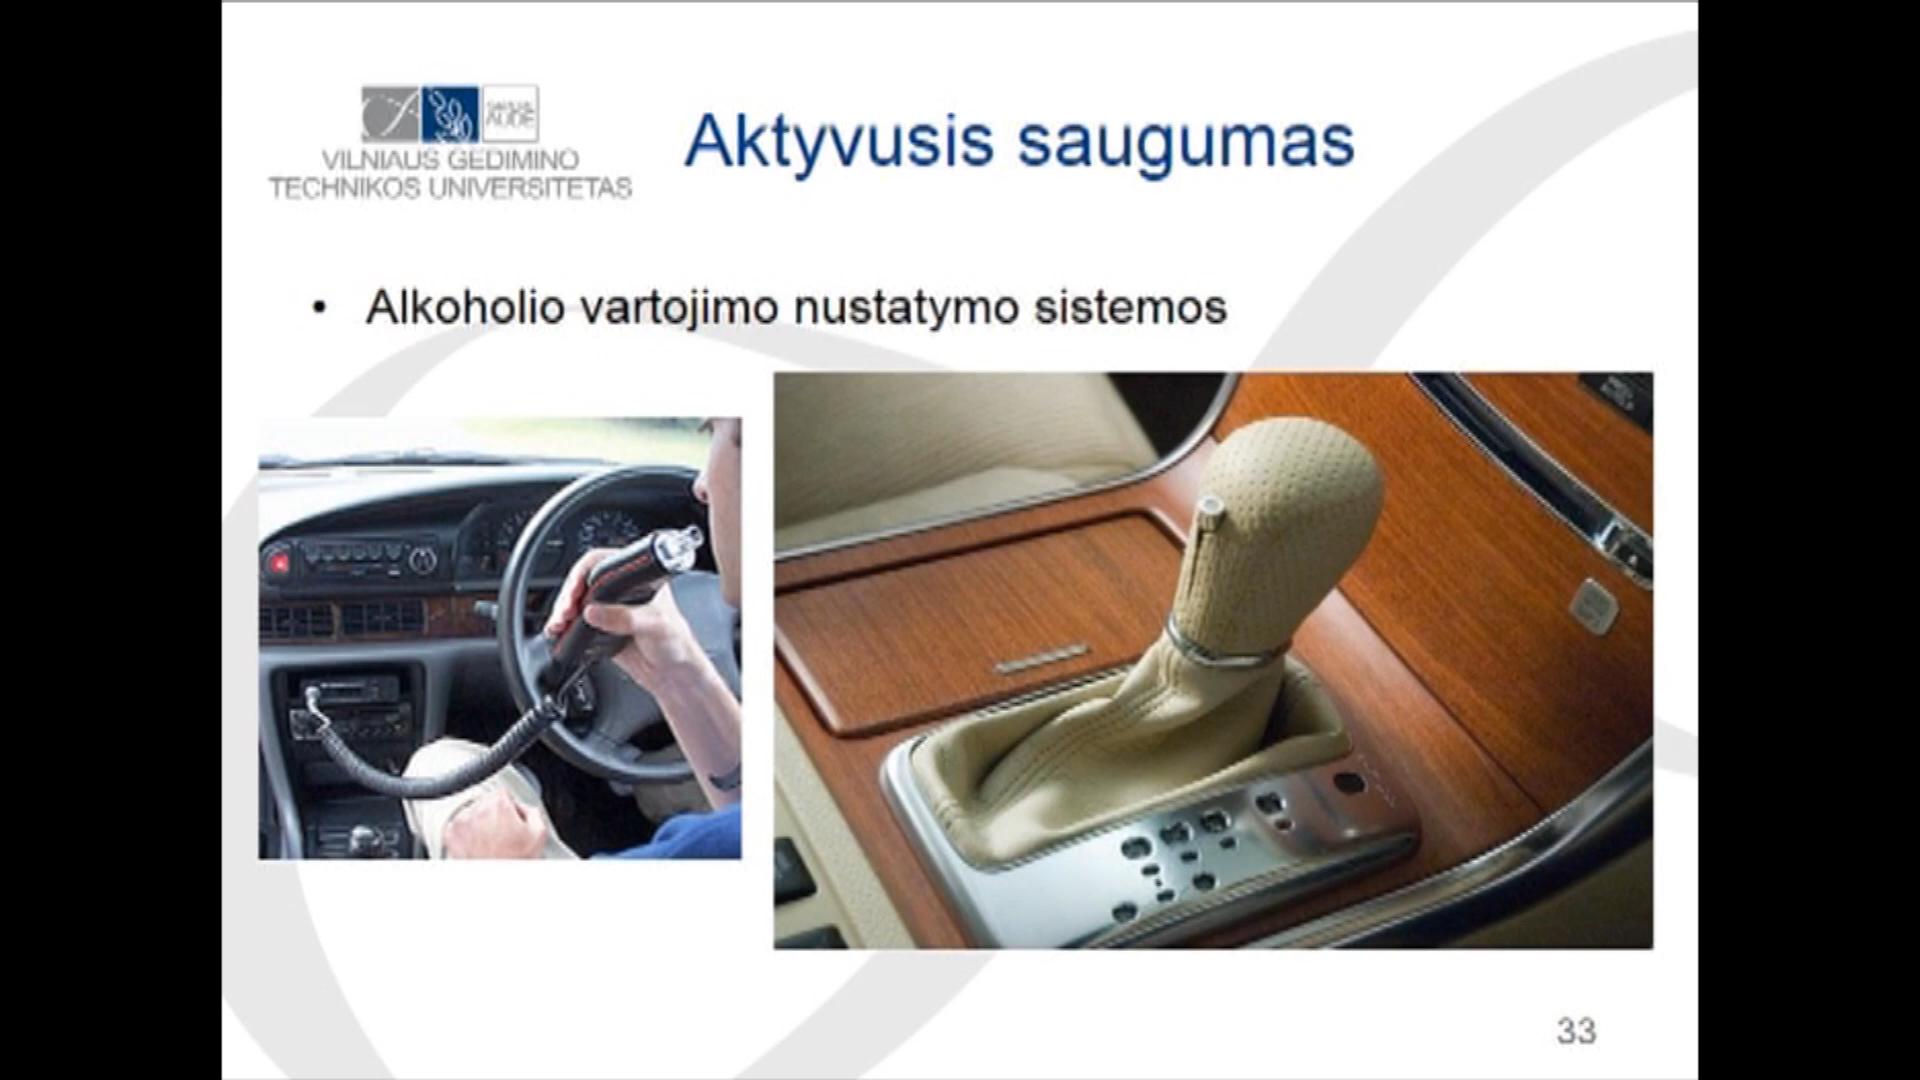 VILNIAUS GEDIMINO
TECHNIKOS UNIVERSITETAS
Aktyvusis saugumas
• Alkoholio vartojimo nustatymo sistemos
33